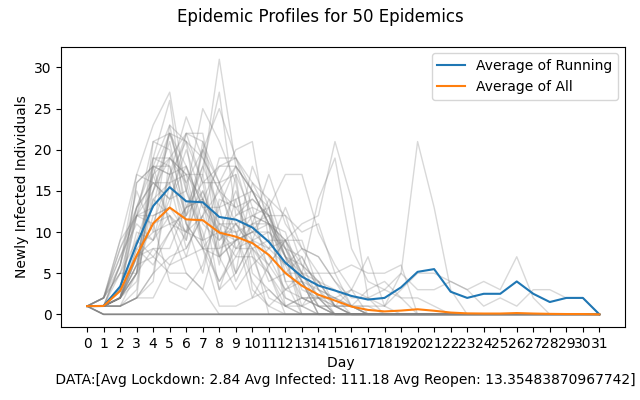 Epidemic Profiles for 50 Epidemics
Average of Running
Average of All
Newly Infected Individuals
30
25
20
15
10
5
0
0 1 2 3 4 5 6 7 8 9 10 11 12 13 14 15 16 17 18 19 20 21 22 23 24 25 26 27 28 29 30 31
Day
DATA:[Avg Lockdown: 2.84 Avg Infected: 111.18 Avg Reopen: 13.35483870967742]